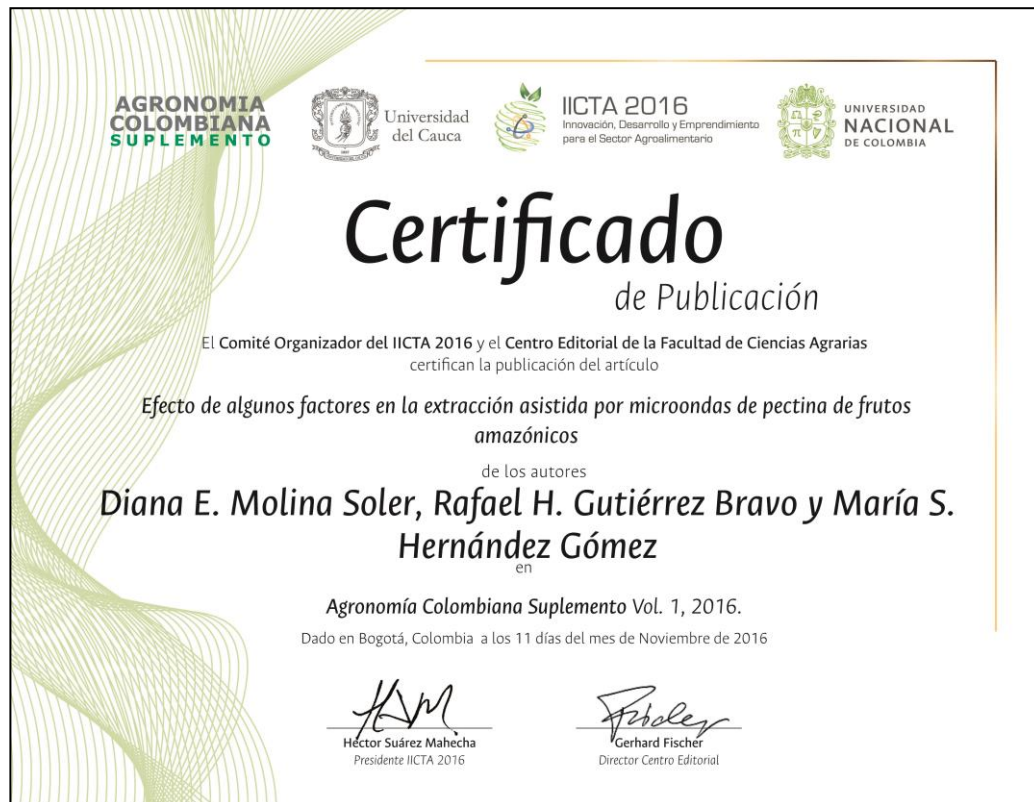 AGRONOMIA
COLOMBIANA
SUPLEMENTO
Universidad
del Cauca
IICTA 2016
Innovación, Desarrollo y Emprendimiento
para el Sector Agroalimentario
UNIVERSIDAD
NACIONAL
DE COLOMBIA
Certificado
de Publicación
El Comité Organizador del IICTA 2016 y el Centro Editorial de la Facultad de Ciencias Agrarias
certifican la publicación del artículo
Efecto de algunos factores en la extracción asistida por microondas de pectina de frutos
amazónicos
de los autores
Diana E. Molina Soler, Rafael H. Gutiérrez Bravo y María S.
Hernández Gómez
en
Agronomía Colombiana Suplemento Vol. 1, 2016.
Dado en Bogotá, Colombia a los 11 días del mes de Noviembre de 2016
Héctor Suárez Mahecha
Presidente IICTA 2016
Gerhard Fischer
Director Centro Editorial